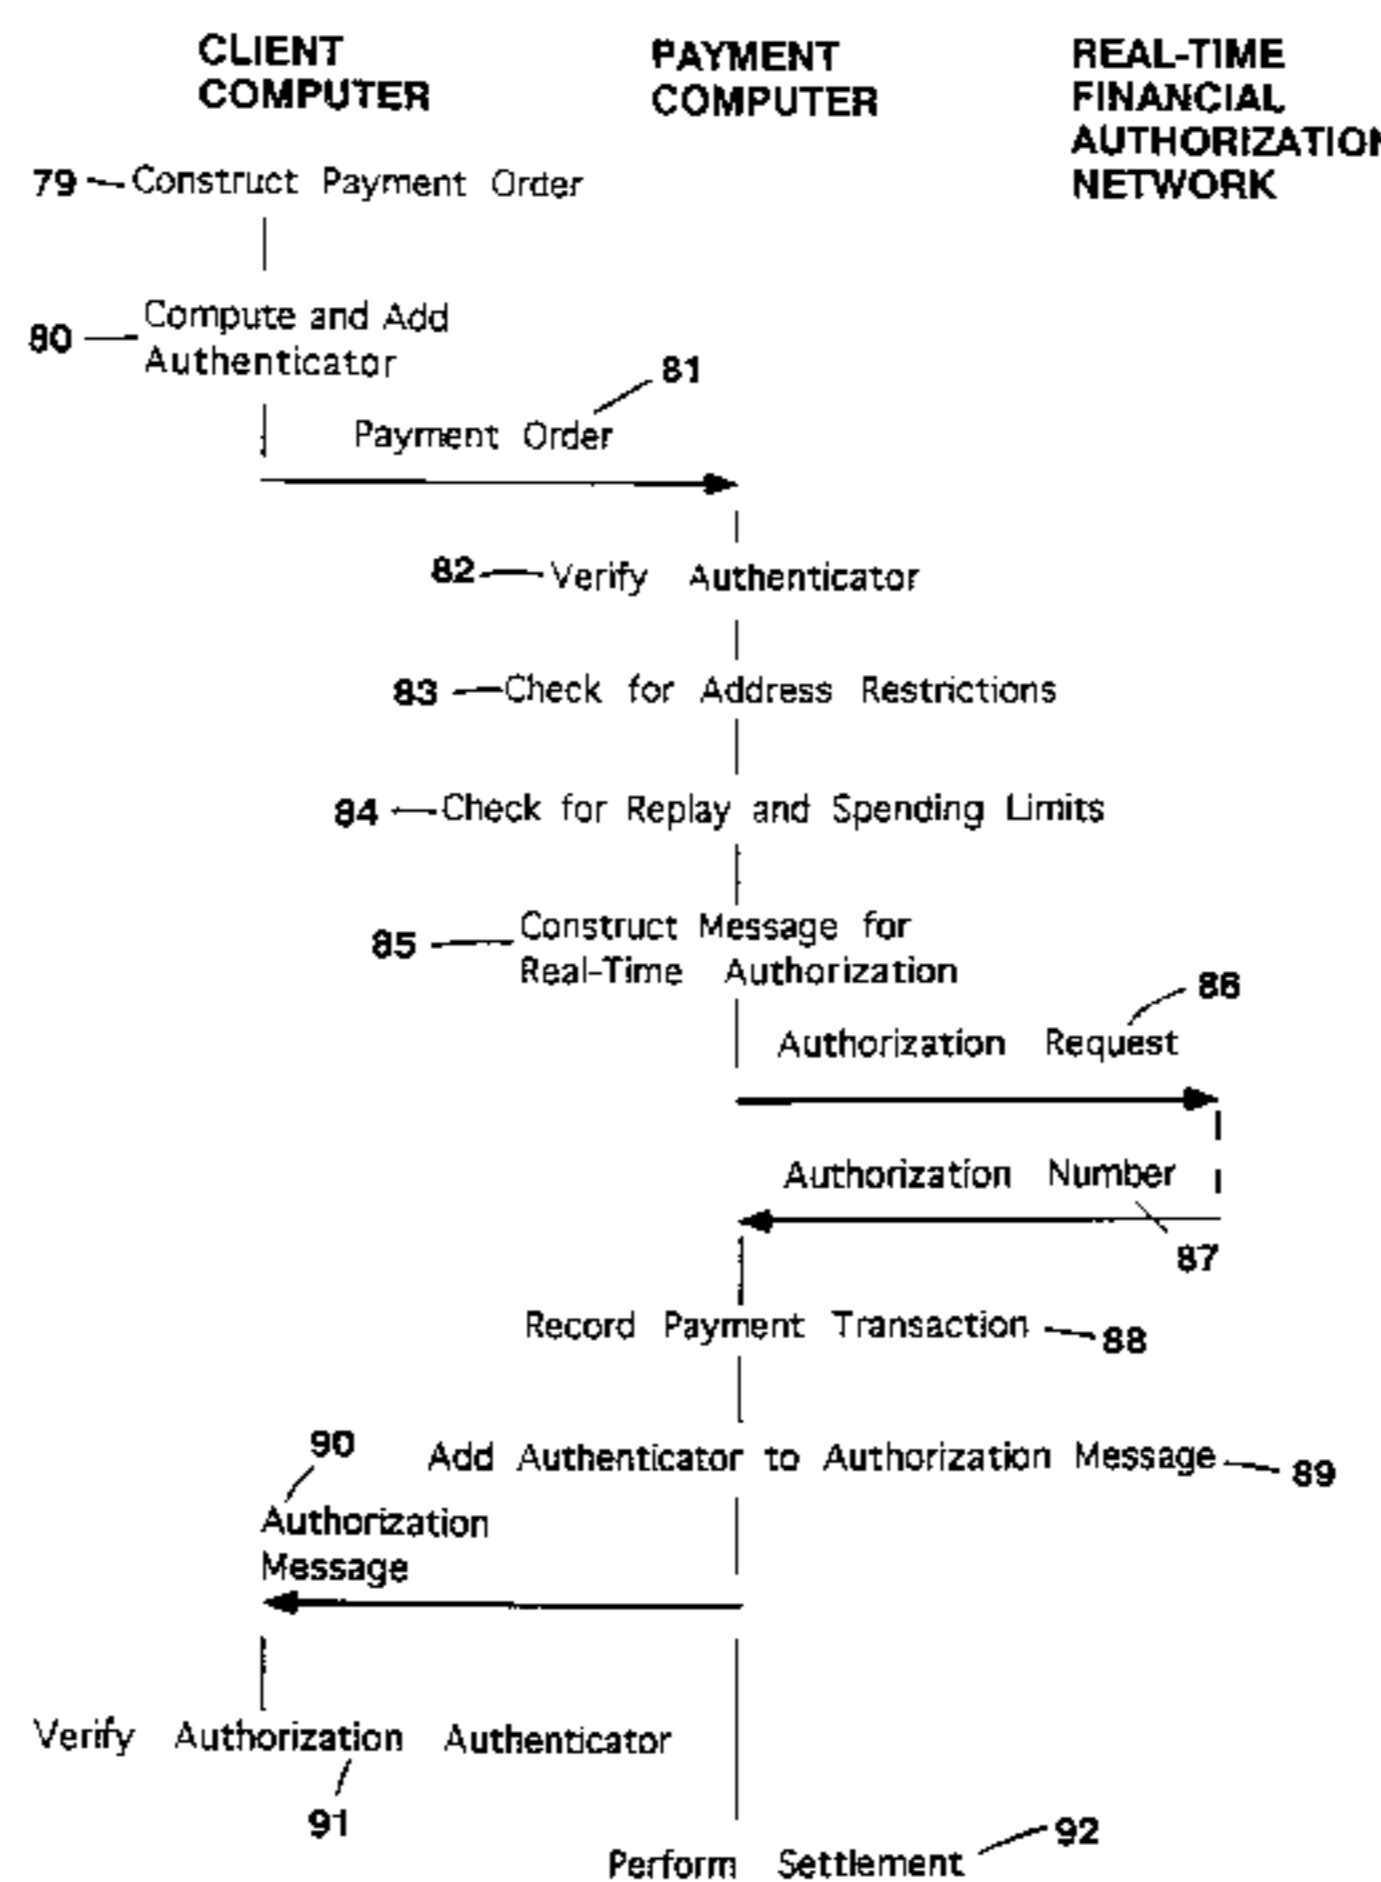 CLIENT
COMPUTER
PAYMENT
COMPUTER
REAL-TIME
FINANCIAL
AUTHORIZATION
NETWORK
79 Construct Payment Order
80 Compute and Add
Authenticator
81
Payment Order
82 Verify Authenticator
83 Check for Address Restrictions
84 Check for Replay and Spending Limits
85 Construct Message for
Real-Time Authorization
86
Authorization Request
Authorization Number
87
Record Payment Transaction 88
90
Add Authenticator to Authorization Message 89
Authorization
Message
Verify Authorization Authenticator
91
92
Perform Settlement